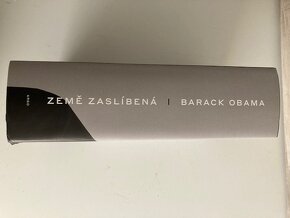 ZEMĚ ZASLÍBENÁ | BARACK OBAMA